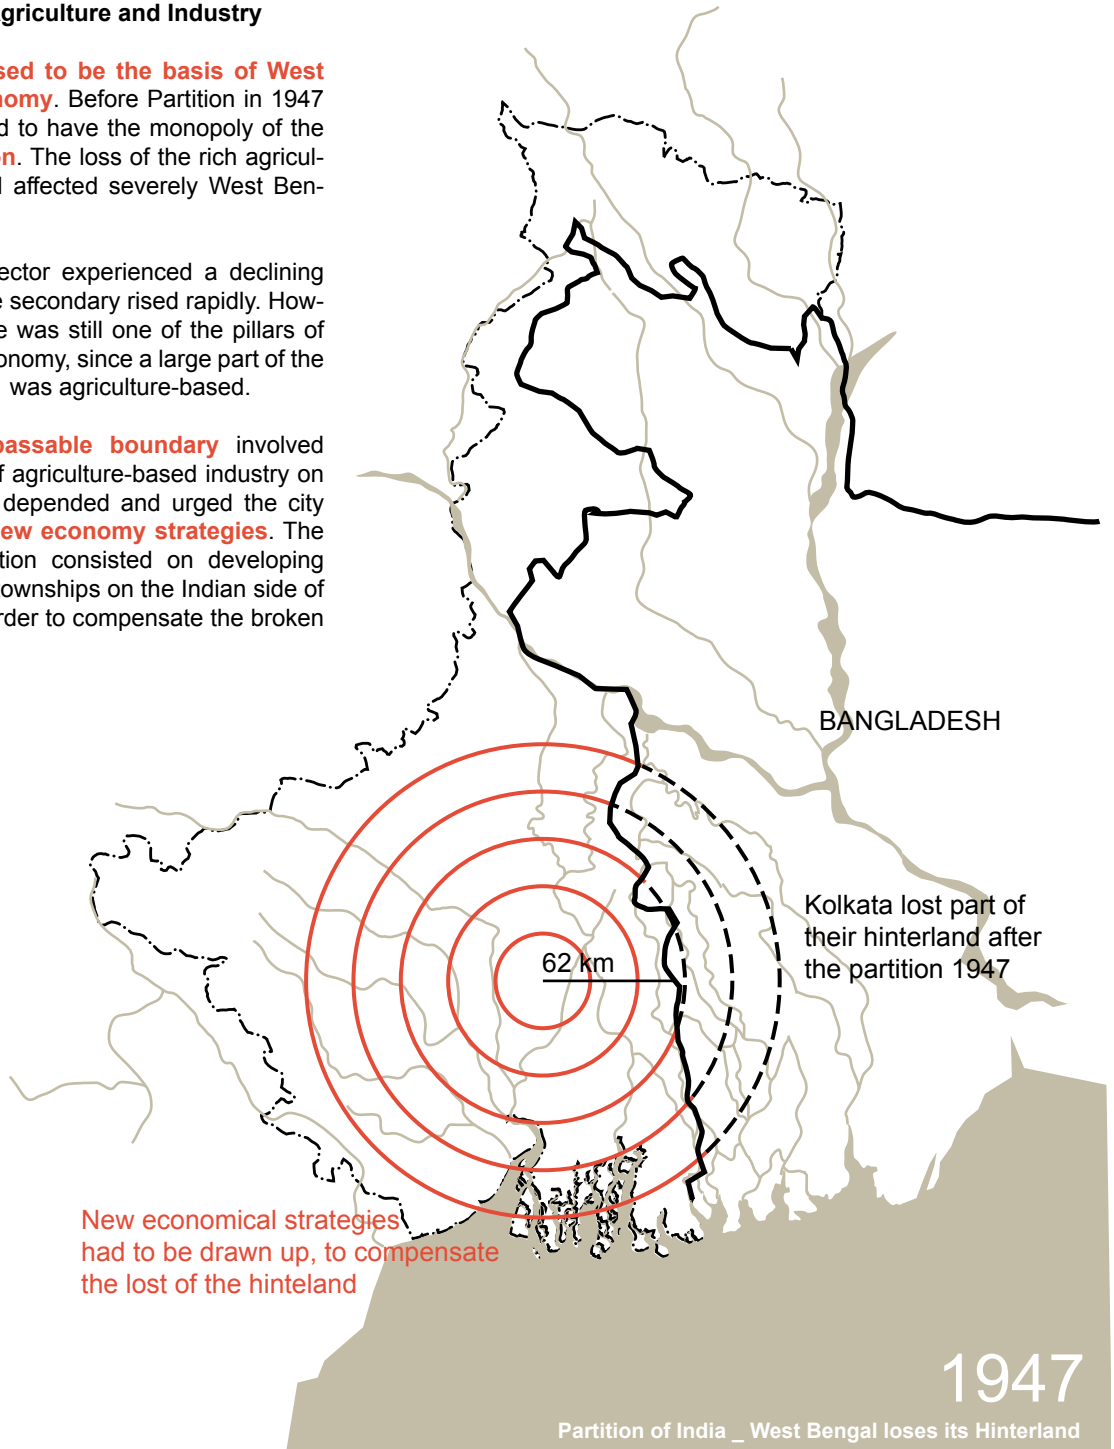 griculture and Industry
sed to be the basis of West
nomy. Before Partition in 1947
d to have the monopoly of the
on. The loss of the rich agricul-
l affected severely West Ben-
ector experienced a declining
e secondary rised rapidly. How-
e was still one of the pillars of
onomy, since a large part of the
was agriculture-based.
passable boundary involved
f agriculture-based industry on
depended and urged the city
ew economy strategies. The
tion consisted on developing
townships on the Indian side of
rder to compensate the broken
BANGLADESH
Kolkata lost part of
their hinterland after
the partition 1947
62 km
New economical strategies
had to be drawn up, to compensate
the lost of the hinteland
1947
Partition of India _ West Bengal loses its Hinterland